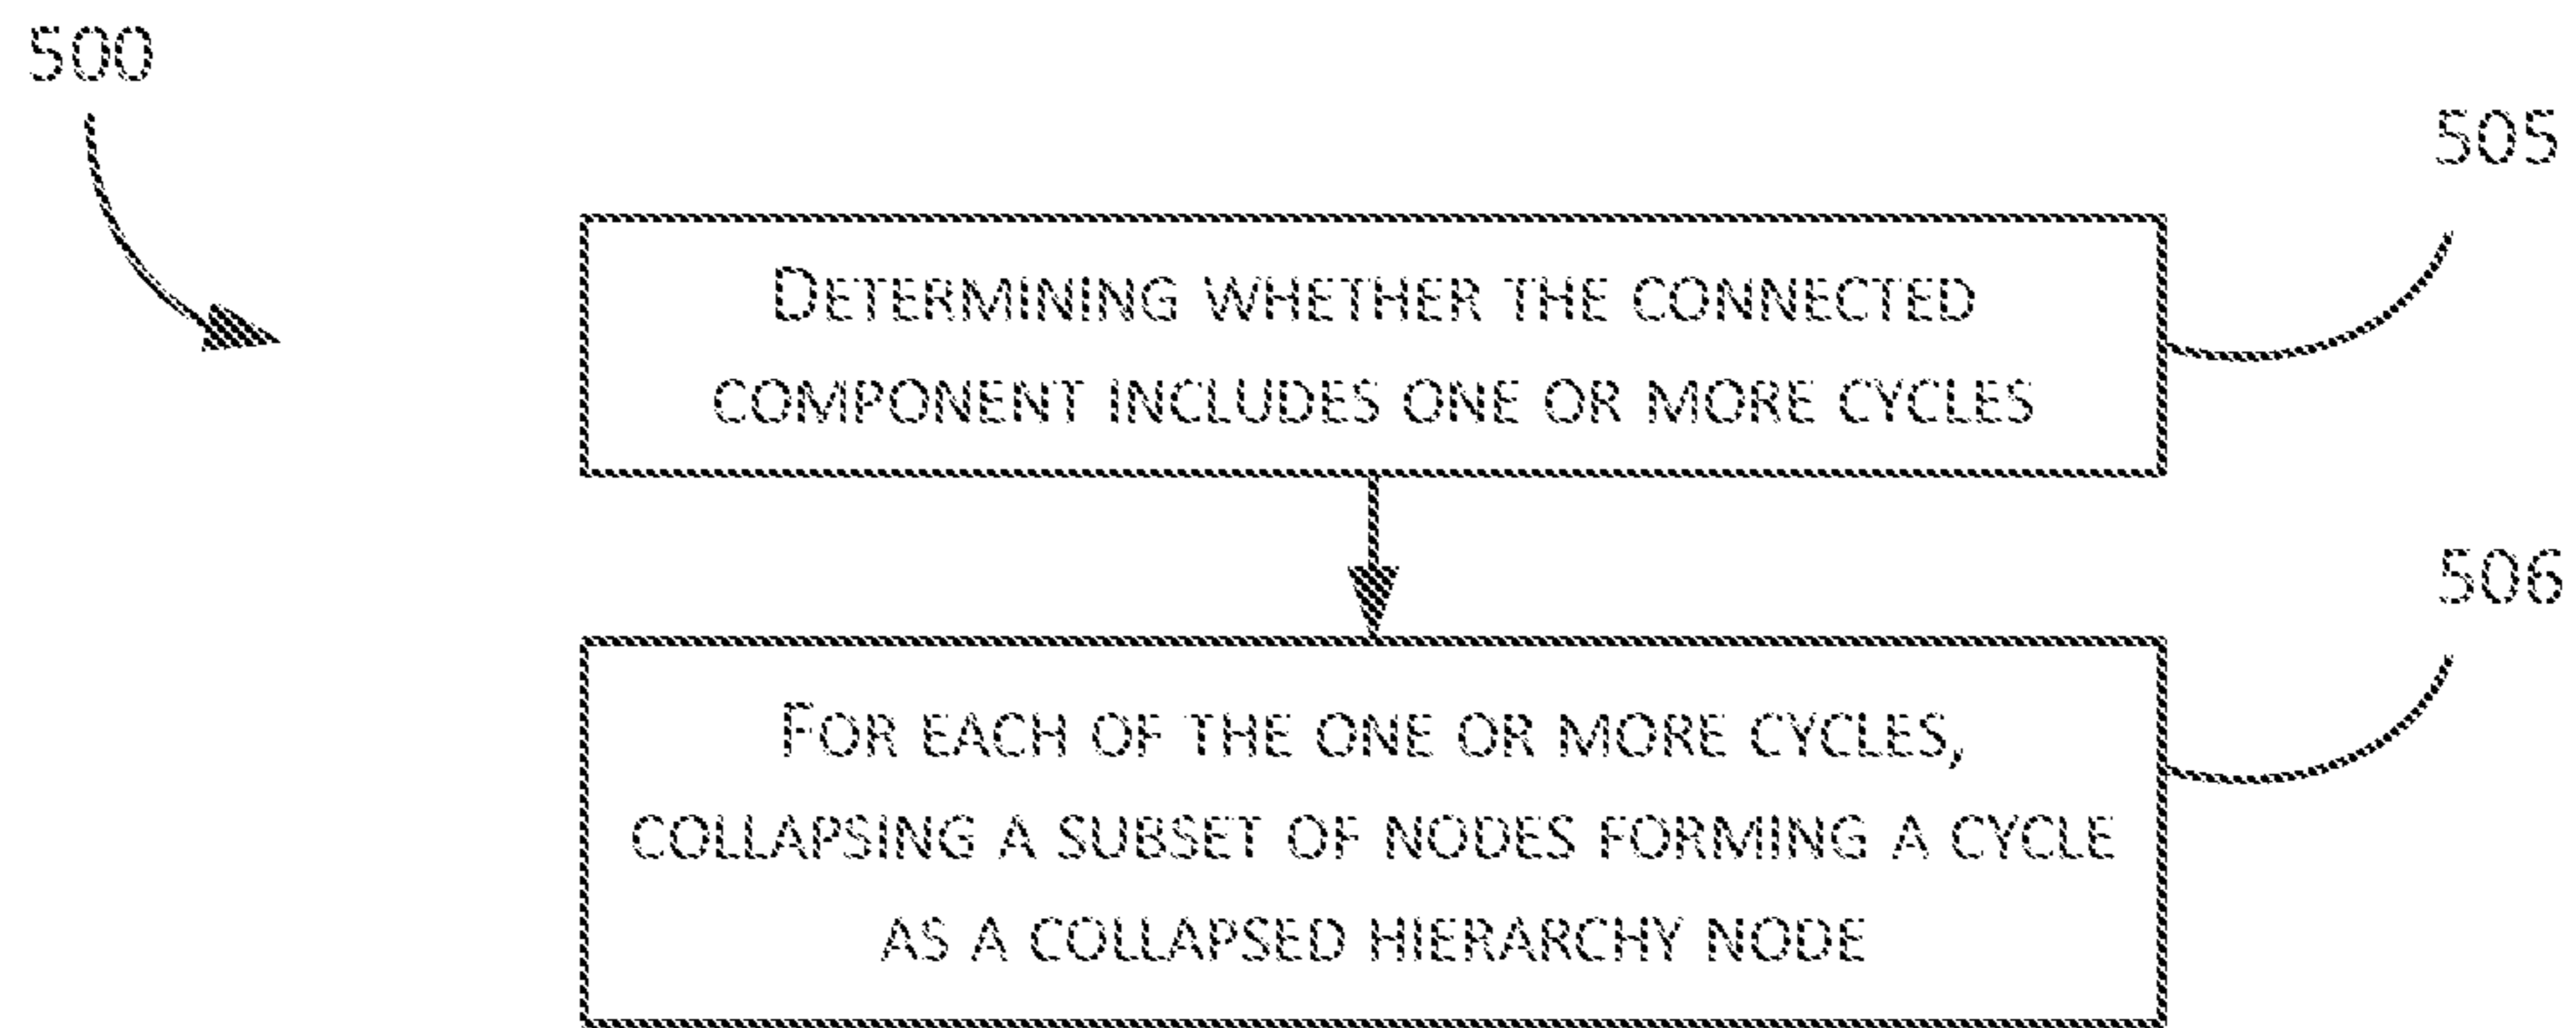 500
505
DETERMINING WHETHER THE CONNECTED
COMPONENT INCLUDES ONE OR MORE CYCLES
506
FOR EACH OF THE ONE OR MORE CYCLES,
COLLAPSING A SUBSET OF NODES FORMING A CYCLE
AS A COLLAPSED HIERARCHY NODE